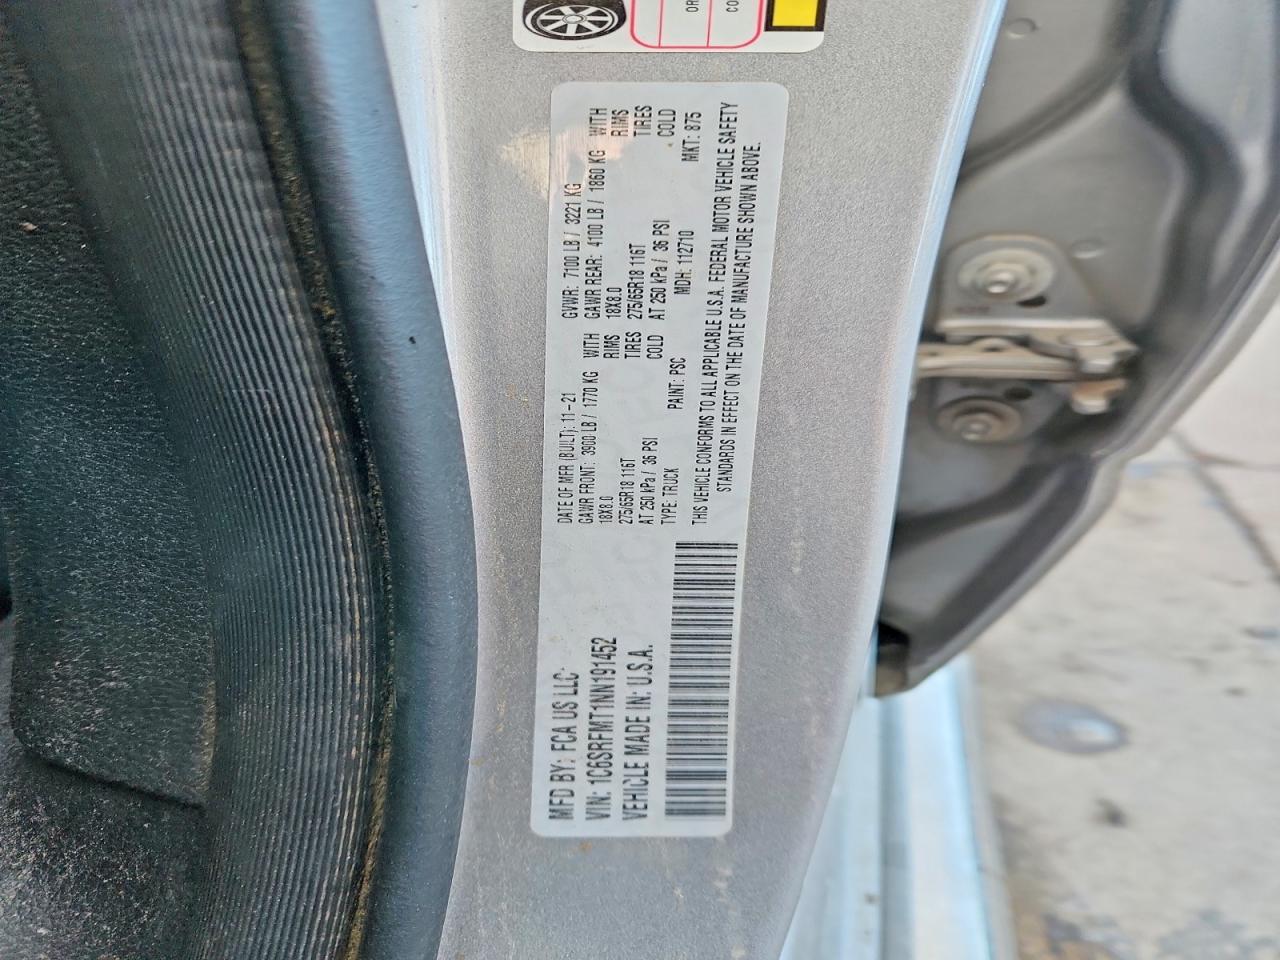 OR
CO
MFD BY: FCA US LLC
DATE OF MFR (BUILT): 11-21
GVWR: 7100 LB / 3221 KG
VIN: 1C6SRFMT1NN191452
GAWR FRONT: 3900 LB / 1770 KG WITH
GAWR REAR: 4100 LB / 1860 KG WITH
18X8.0 RIMS
18X8.0 RIMS
VEHICLE MADE IN: U.S.A.
275/65R18 116T TIRES
275/65R18 116T TIRES
AT 250 kPa / 36 PSI COLD
AT 250 kPa / 36 PSI COLD
TYPE: TRUCK PAINT: PSC MDH: 112710 MKT: 875
THIS VEHICLE CONFORMS TO ALL APPLICABLE U.S.A. FEDERAL MOTOR VEHICLE SAFETY
STANDARDS IN EFFECT ON THE DATE OF MANUFACTURE SHOWN ABOVE.